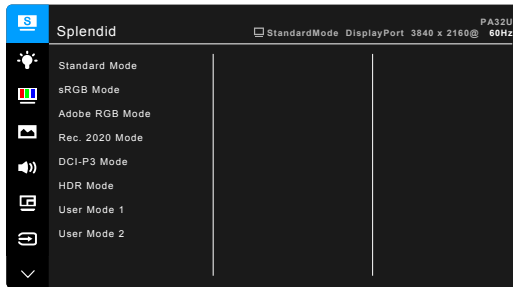 S
PA32U
Splendid
StandardMode DisplayPort 3840 x 2160@ 60Hz
Standard Mode
sRGB Mode
Adobe RGB Mode
Rec. 2020 Mode
DCI-P3 Mode
HDR Mode
User Mode 1
User Mode 2